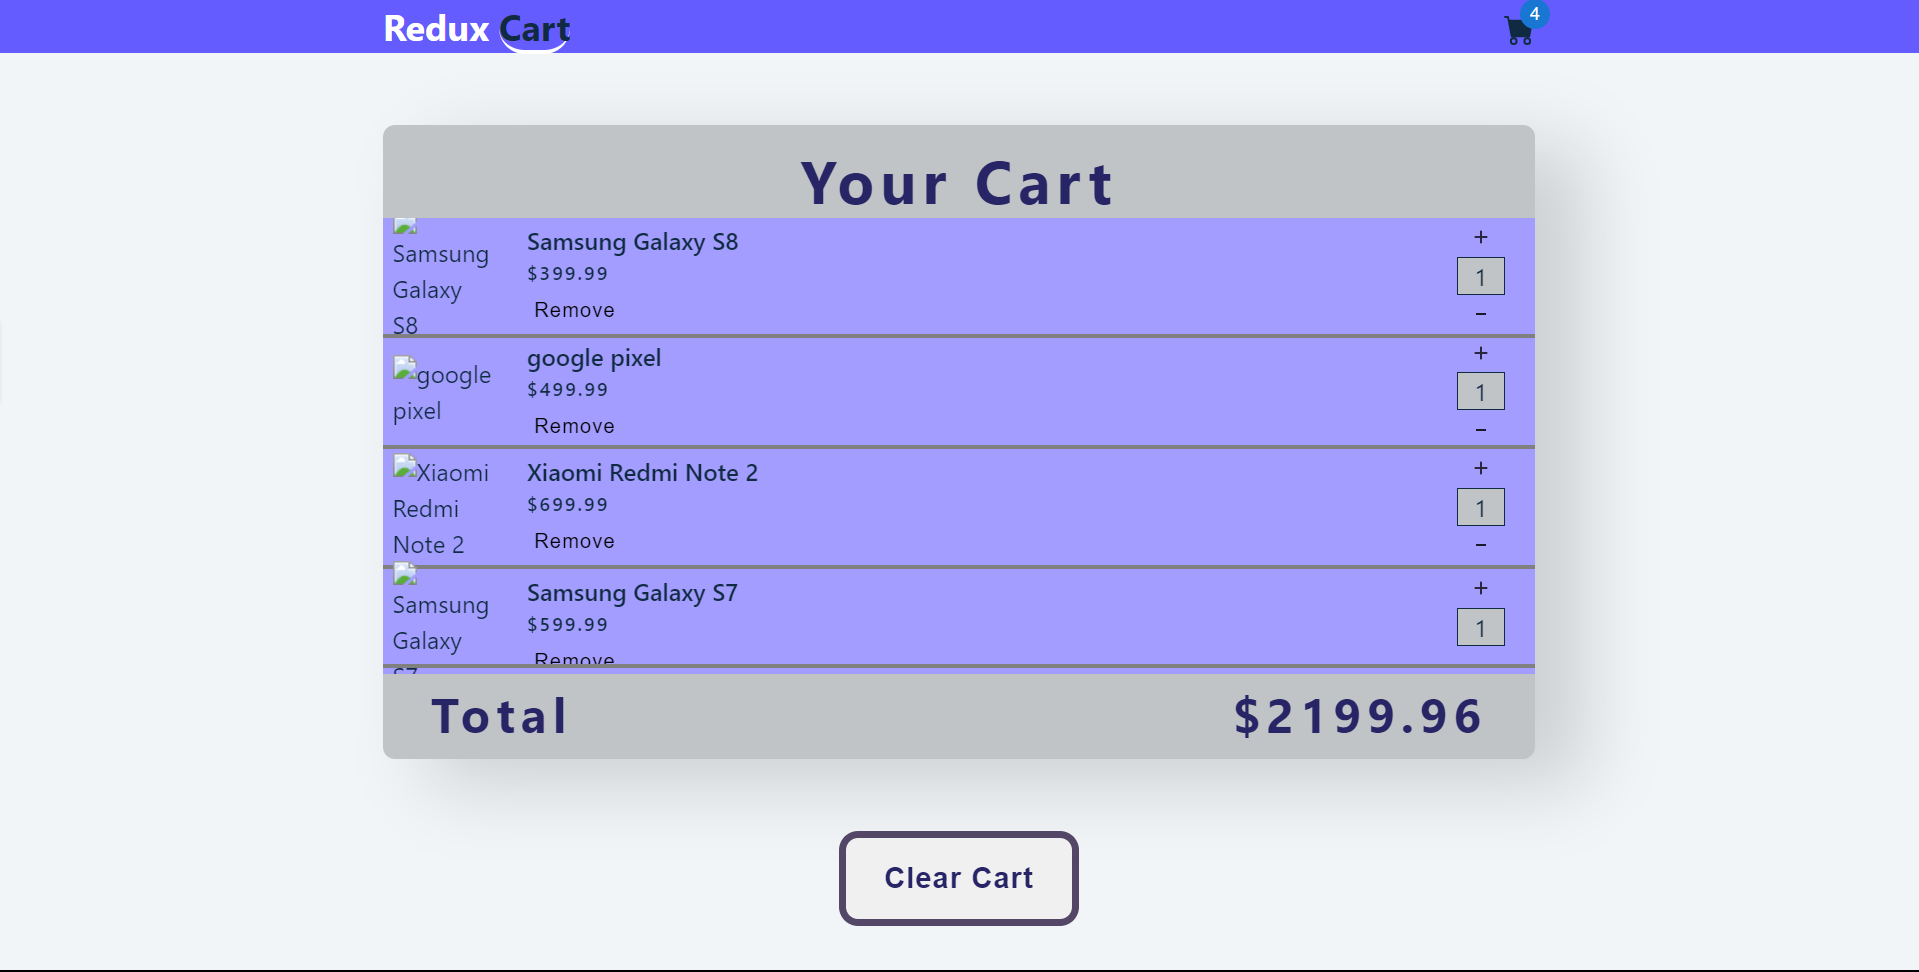 Redux Cart
4
Your Cart
Samsung
Galaxy
S8
Samsung Galaxy S8
$399.99
Remove
+
1
-
google
pixel
google pixel
$499.99
Remove
+
1
-
Xiaomi
Redmi
Note 2
Xiaomi Redmi Note 2
$699.99
Remove
+
1
-
Samsung
Galaxy
S7
Samsung Galaxy S7
$599.99
Remove
+
1
Total
$2199.96
Clear Cart